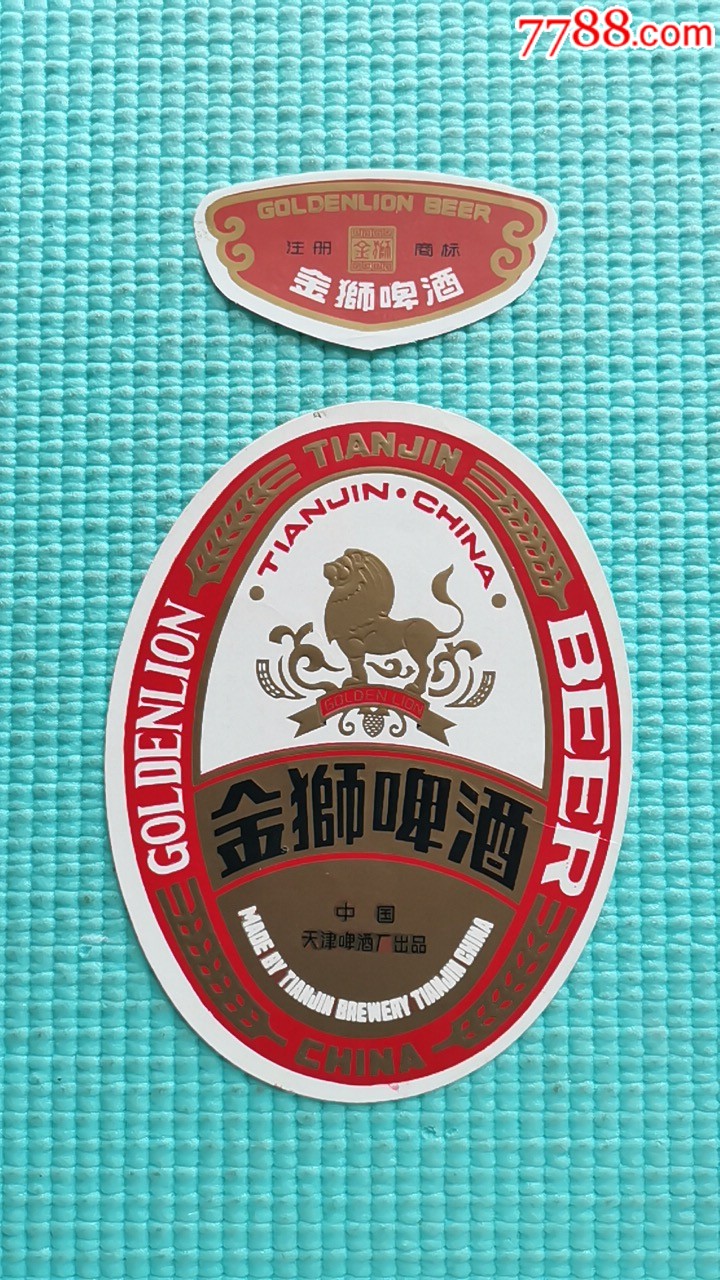 7788.com
GOLDENLION BEER
注册 金獅 商标
金獅啤酒
TIANJIN
TIANJIN·CHINA
GOLDENLION
BEER
GOLDEN LION
金獅啤酒
中国
天津啤酒厂出品
MADE BY TIANJIN BREWERY TIANJIN CHINA
CHINA